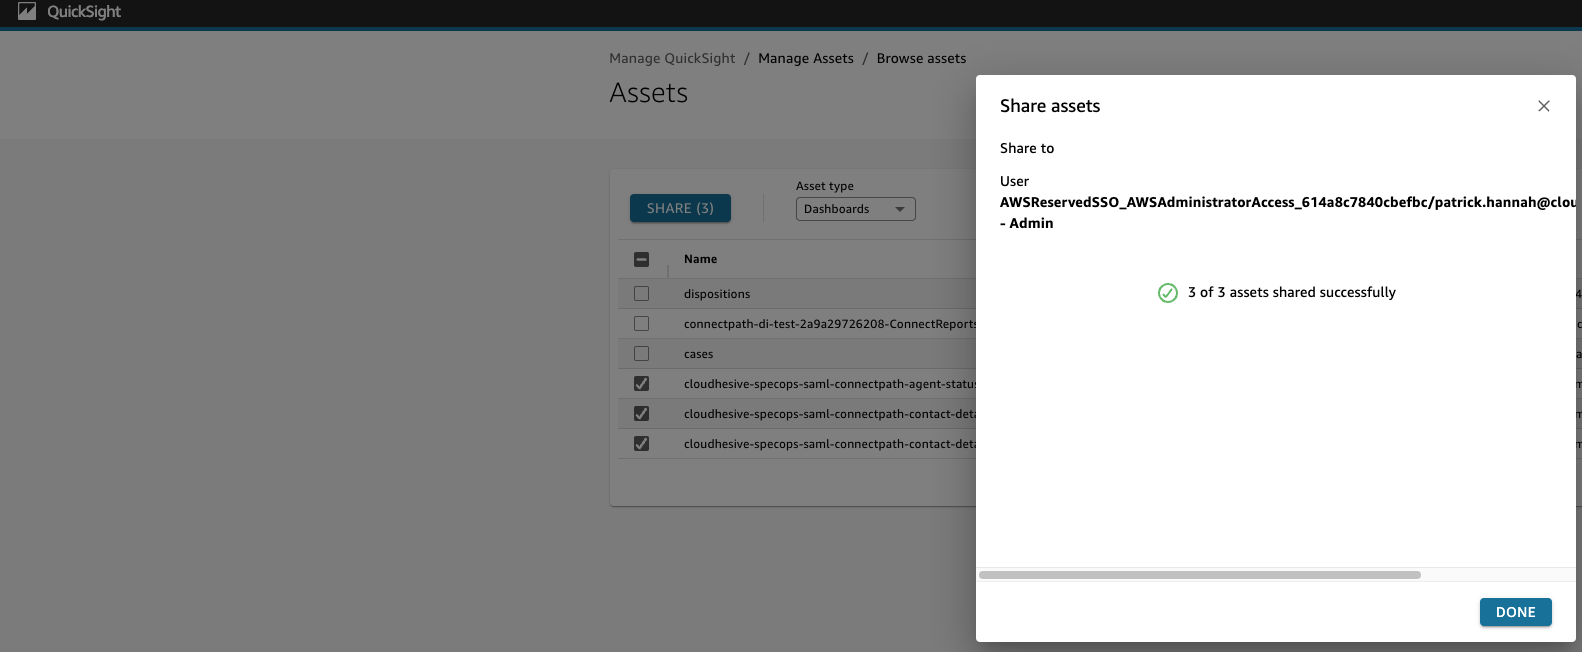 QuickSight
Manage QuickSight / Manage Assets / Browse assets
Assets
SHARE (3)
Asset type
Dashboards
Name
dispositions
connectpath-di-test-2a9a29726208-ConnectReports
cases
cloudhesive-specops-saml-connectpath-agent-status
cloudhesive-specops-saml-connectpath-contact-deta
cloudhesive-specops-saml-connectpath-contact-deta
Share assets
Share to
User
AWSReservedSSO_AWSAdministratorAccess_614a8c7840cbefbc/patrick.hannah@clou
- Admin
3 of 3 assets shared successfully
DONE